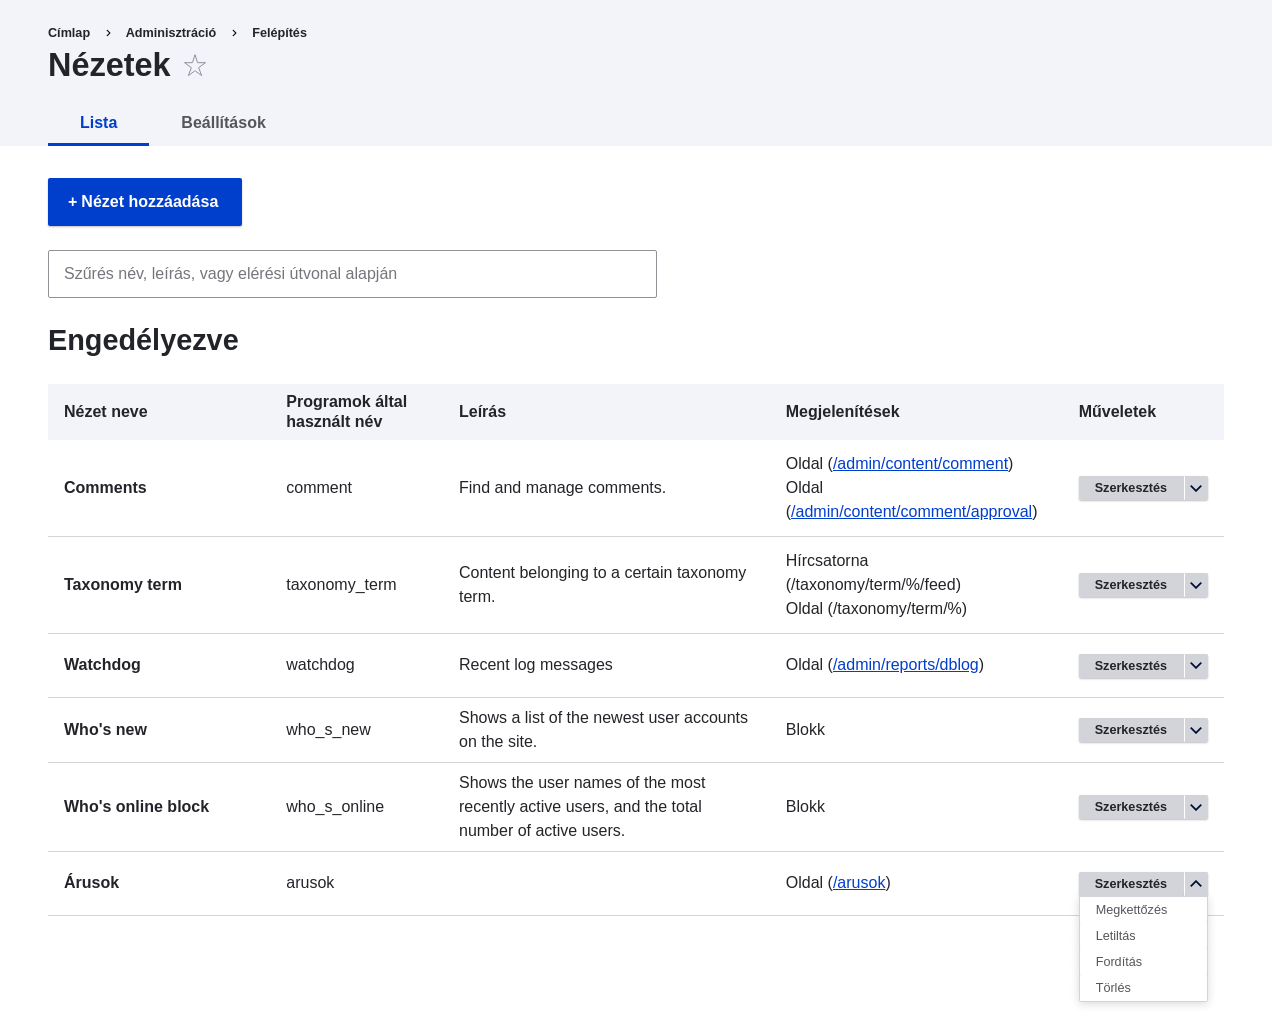 Címlap › Adminisztráció › Felépítés
Nézetek ☆
Lista Beállítások
+ Nézet hozzáadása
Szűrés név, leírás, vagy elérési útvonal alapján
Engedélyezve
Nézet neve Programok által használt név Leírás Megjelenítések Műveletek
Comments comment Find and manage comments. Oldal (/admin/content/comment)
Oldal
(/admin/content/comment/approval) Szerkesztés
Taxonomy term taxonomy_term Content belonging to a certain taxonomy
term. Hírcsatorna
(/taxonomy/term/%/feed)
Oldal (/taxonomy/term/%) Szerkesztés
Watchdog watchdog Recent log messages Oldal (/admin/reports/dblog) Szerkesztés
Who's new who_s_new Shows a list of the newest user accounts
on the site. Blokk Szerkesztés
Who's online block who_s_online Shows the user names of the most
recently active users, and the total
number of active users. Blokk Szerkesztés
Árusok arusok Oldal (/arusok) Szerkesztés
Megkettőzés
Letiltás
Fordítás
Törlés